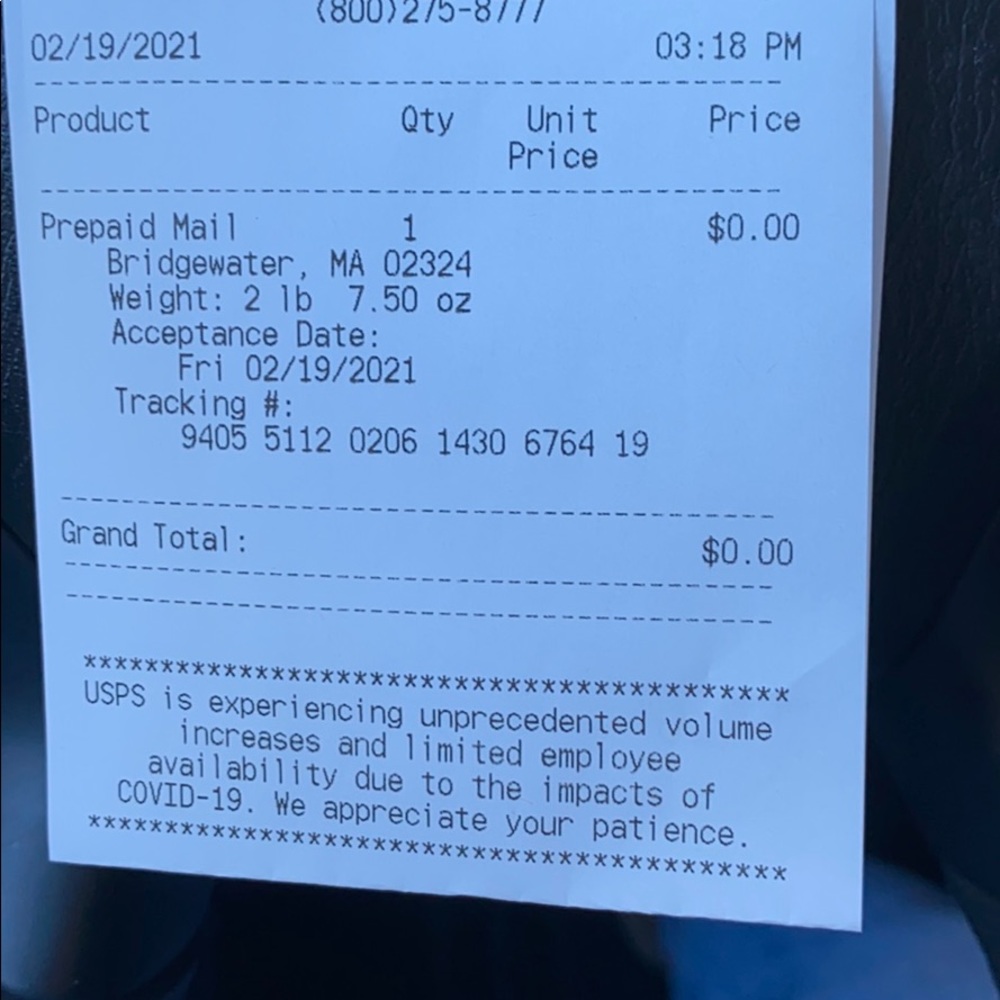 (800)275-8777
02/19/2021 03:18 PM
--------------------------------------------
Product Qty Unit Price
Price
--------------------------------------------
Prepaid Mail 1 $0.00
Bridgewater, MA 02324
Weight: 2 lb 7.50 oz
Acceptance Date:
Fri 02/19/2021
Tracking #:
9405 5112 0206 1430 6764 19
--------------------------------------------
Grand Total: $0.00
--------------------------------------------
--------------------------------------------
********************************************
USPS is experiencing unprecedented volume
increases and limited employee
availability due to the impacts of
COVID-19. We appreciate your patience.
********************************************